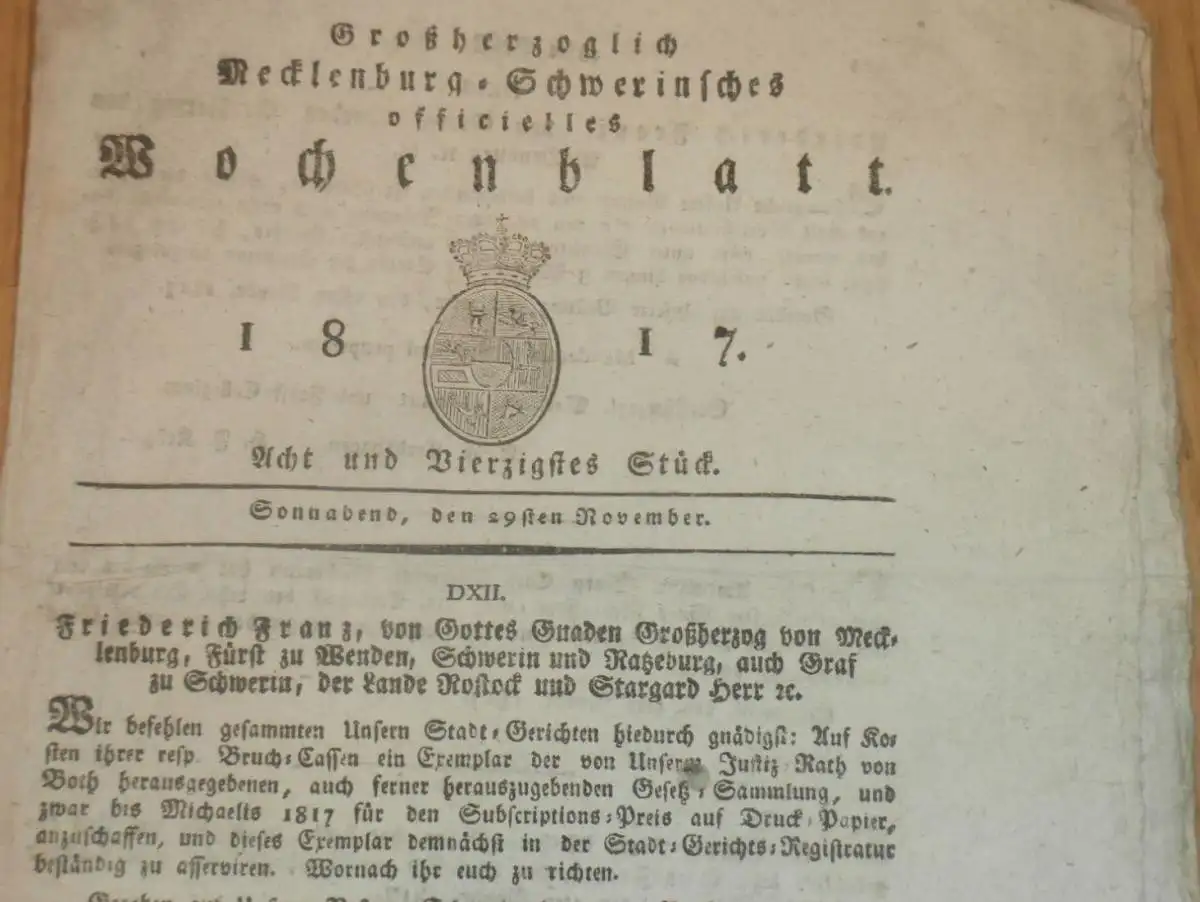 Großherzoglich
Mecklenburg-Schwerinsches
officielles
Wochenblatt.
1817.
Acht und Vierzigstes Stück.
Sonnabend, den 29sten November.
DXII.
Friederich Franz, von Gottes Gnaden Großherzog von Meck-
lenburg, Fürst zu Wenden, Schwerin und Ratzeburg, auch Graf
zu Schwerin, der Lande Rostock und Stargard Herr ꝛc.
Wir befehlen gesammten Unsern Stadt-Gerichten hiedurch gnädigst: Auf Ko-
sten ihrer resp. Bruch-Cassen ein Exemplar der von Unserm Justiz-Rath von
Both herausgegebenen, auch ferner herauszugebenden Gesetz-Sammlung, und
zwar bis Michaelis 1817 für den Subscriptions-Preis auf Druck-Papier,
anzuschaffen, und dieses Exemplar demnächst in der Stadt-Gerichts-Registratur
beständig zu asserviren. Wornach ihr euch zu richten.